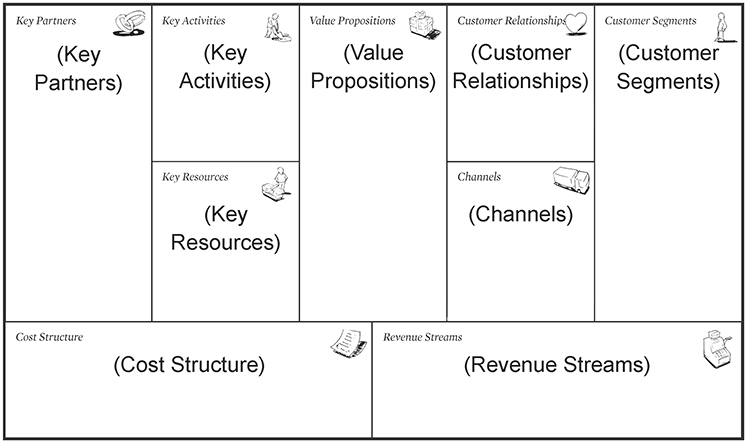 Key Partners
(Key
Partners)
Key Activities
(Key
Activities)
Key Resources
(Key
Resources)
Value Propositions
(Value
Propositions)
Customer Relationships
(Customer
Relationships)
Channels
(Channels)
Customer Segments
(Customer
Segments)
Cost Structure
(Cost Structure)
Revenue Streams
(Revenue Streams)